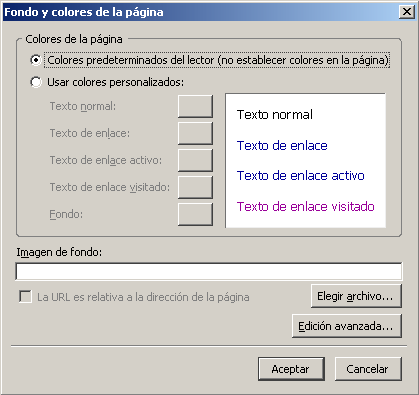 Fondo y colores de la página
Colores de la página
Colores predeterminados del lector (no establecer colores en la página)
Usar colores personalizados:
Texto normal:
Texto de enlace:
Texto de enlace activo:
Texto de enlace visitado:
Fondo:
Texto normal
Texto de enlace
Texto de enlace activo
Texto de enlace visitado
Imagen de fondo:
La URL es relativa a la dirección de la página
Elegir archivo...
Edición avanzada...
Aceptar
Cancelar